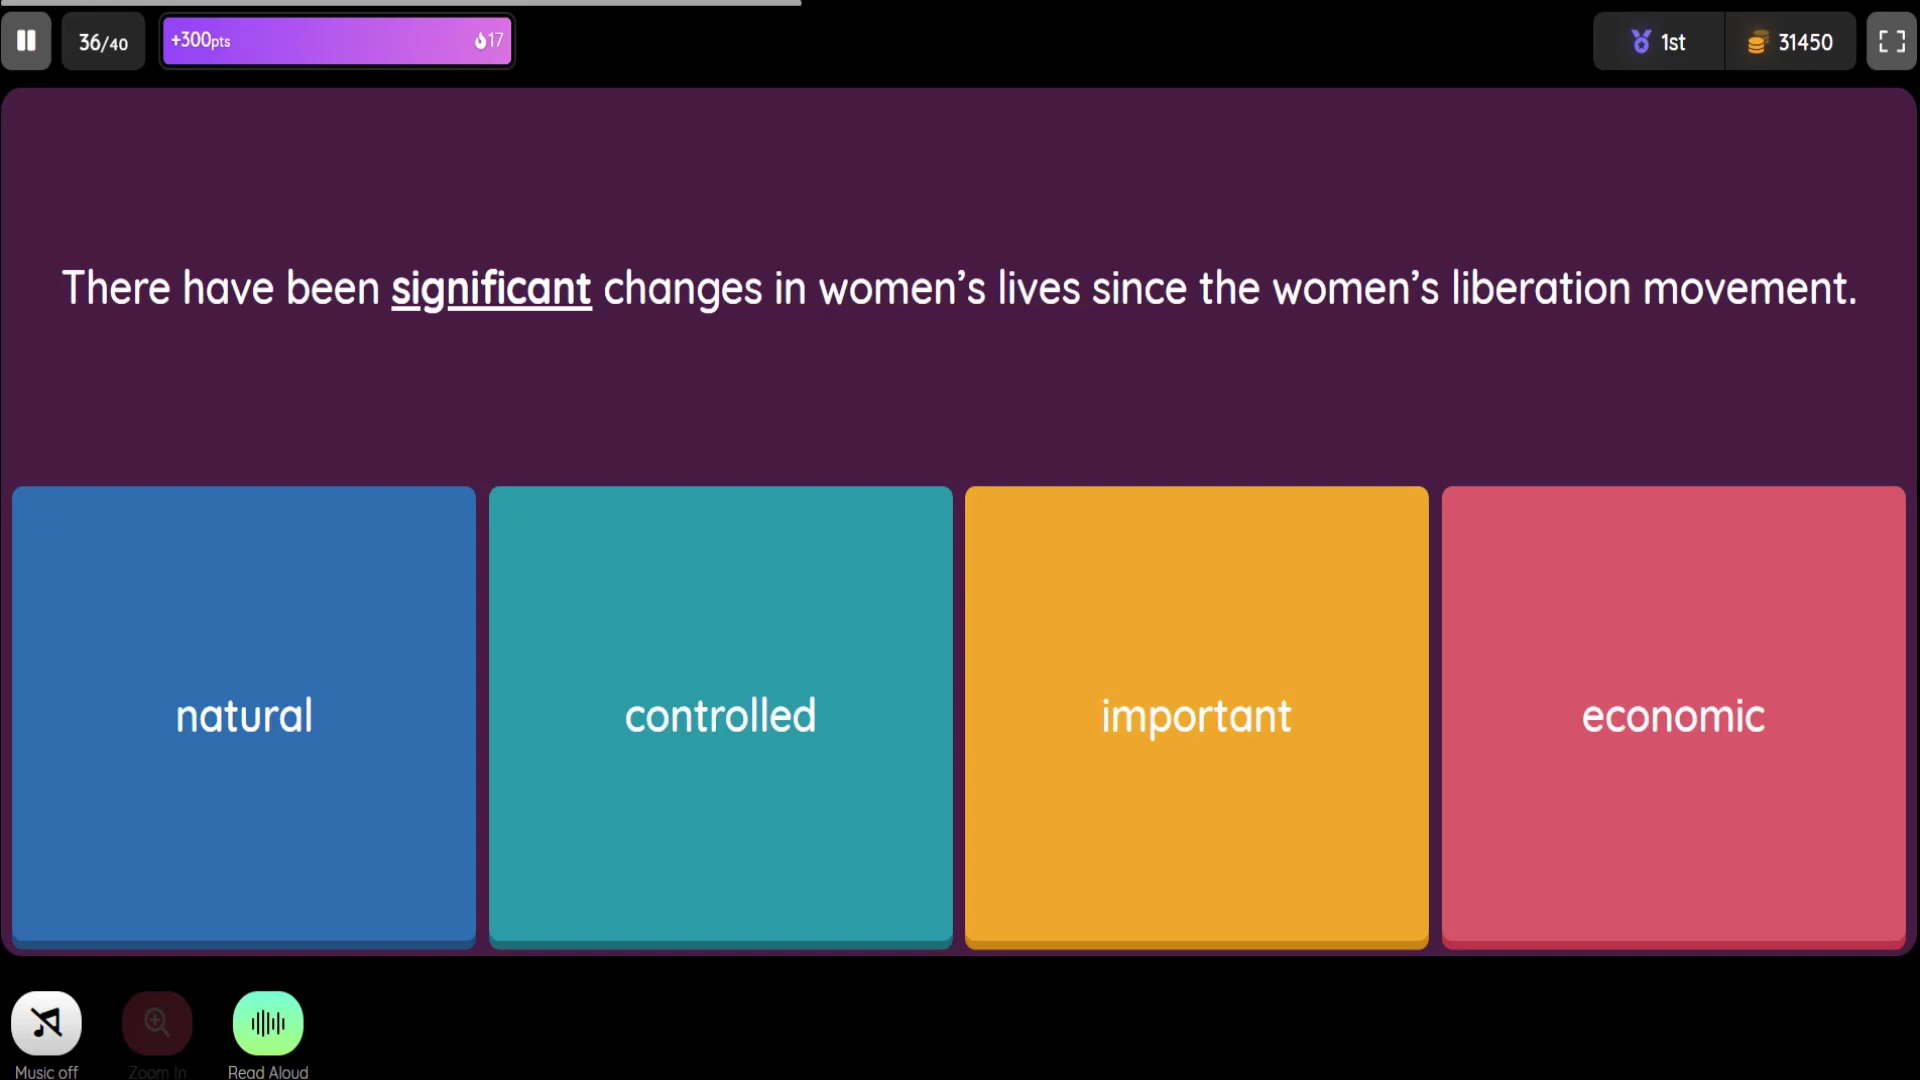 36/40
+300pts
17
1st
31450
There have been significant changes in women’s lives since the women’s liberation movement.
natural
controlled
important
economic
Music off
Zoom In
Read Aloud